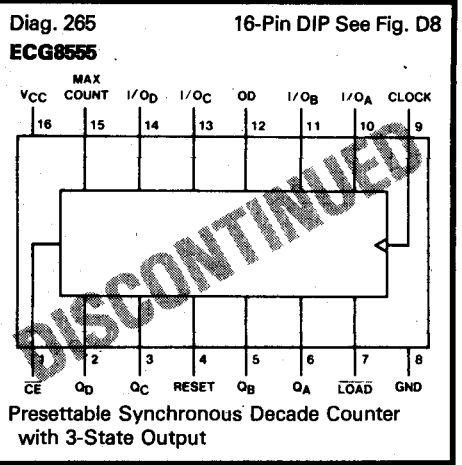 Diag. 265 16-Pin DIP See Fig. D8
ECG8555
MAX
VCC COUNT I/OD I/OC OD I/OB I/OA CLOCK
16 15 14 13 12 11 10 9
DISCONTINUED
1 2 3 4 5 6 7 8
C̅E̅ QD QC RESET QB QA L̅O̅A̅D̅ GND
Presettable Synchronous Decade Counter
with 3-State Output